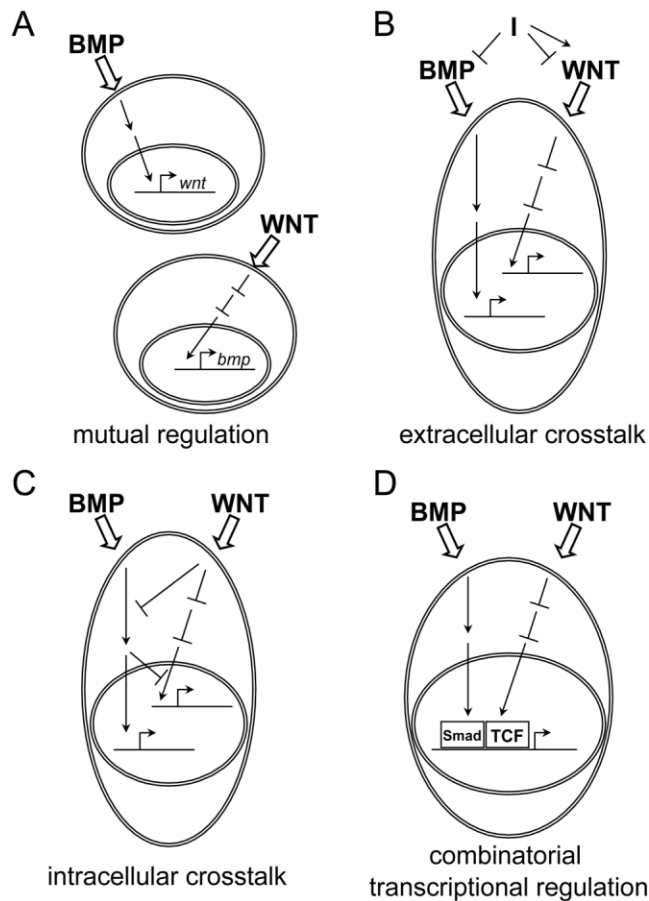 A
BMP
wnt
WNT
bmp
mutual regulation
B
I
BMP WNT
extracellular crosstalk
C
BMP WNT
intracellular crosstalk
D
BMP WNT
Smad TCF
combinatorial
transcriptional regulation